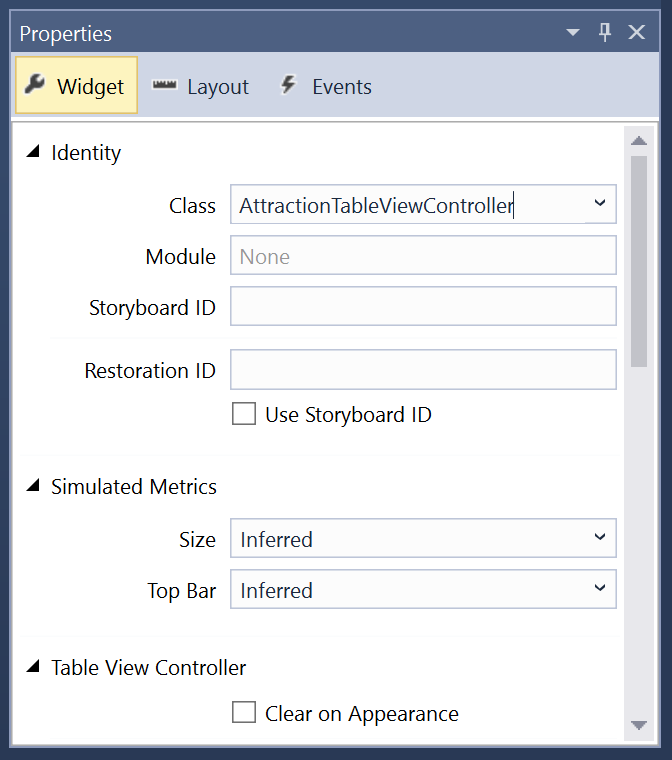 Properties
Widget Layout Events
Identity
Class AttractionTableViewController
Module None
Storyboard ID
Restoration ID
Use Storyboard ID
Simulated Metrics
Size Inferred
Top Bar Inferred
Table View Controller
Clear on Appearance